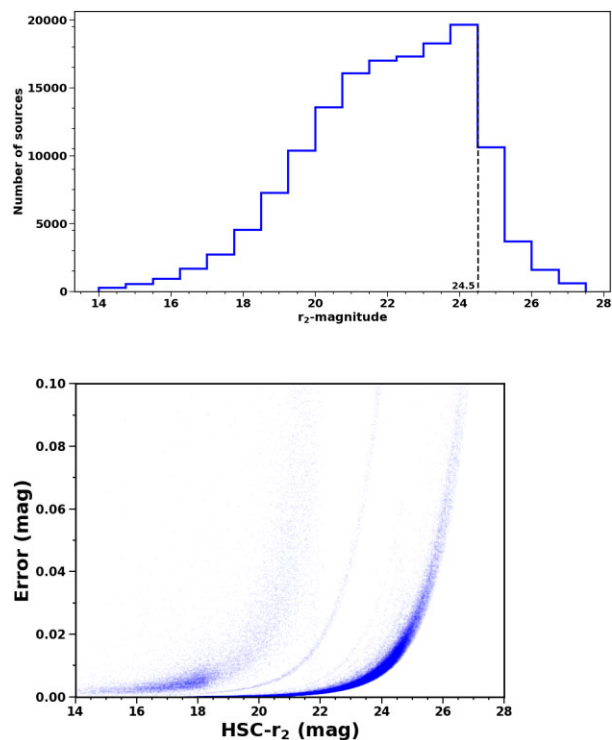 20000
15000
10000
5000
0
Number of sources
24.5
14 16 18 20 22 24 26 28
r₂-magnitude
0.10
0.08
0.06
0.04
0.02
0.00
Error (mag)
14 16 18 20 22 24 26 28
HSC-r₂ (mag)